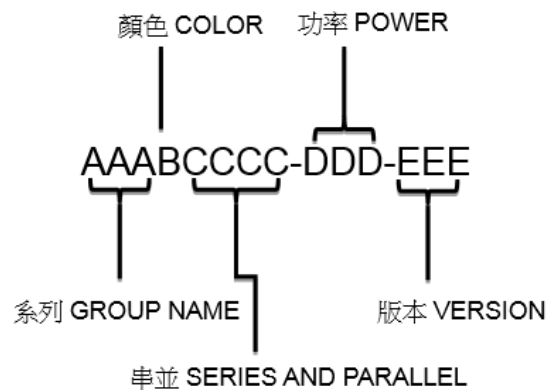 顏色 COLOR
功率 POWER
AAABCCCC-DDD-EEE
系列 GROUP NAME
版本 VERSION
串並 SERIES AND PARALLEL